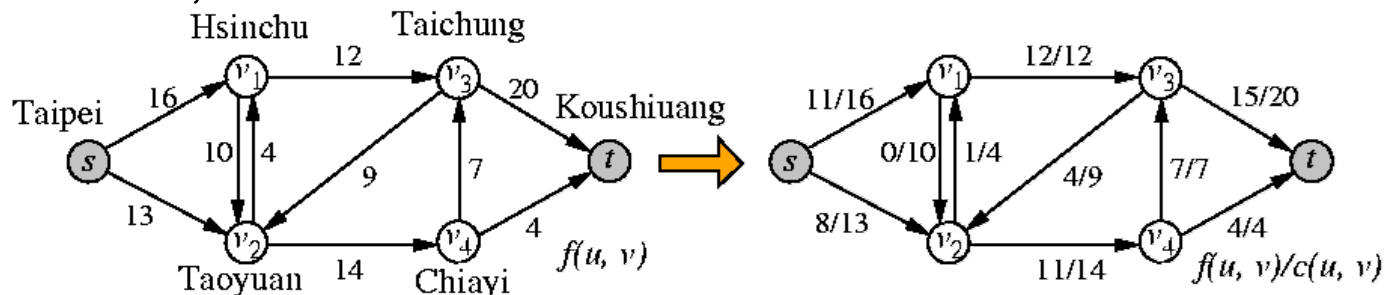 Hsinchu Taichung
v1 12 v3
16 20
Taipei Koushiuang
s 10 4 9 7 t
13 4
v2 14 v4 f(u, v)
Taoyuan Chiayi
v1 12/12 v3
11/16 15/20
s 0/10 1/4 4/9 7/7 t
8/13 4/4
v2 11/14 v4 f(u, v)/c(u, v)